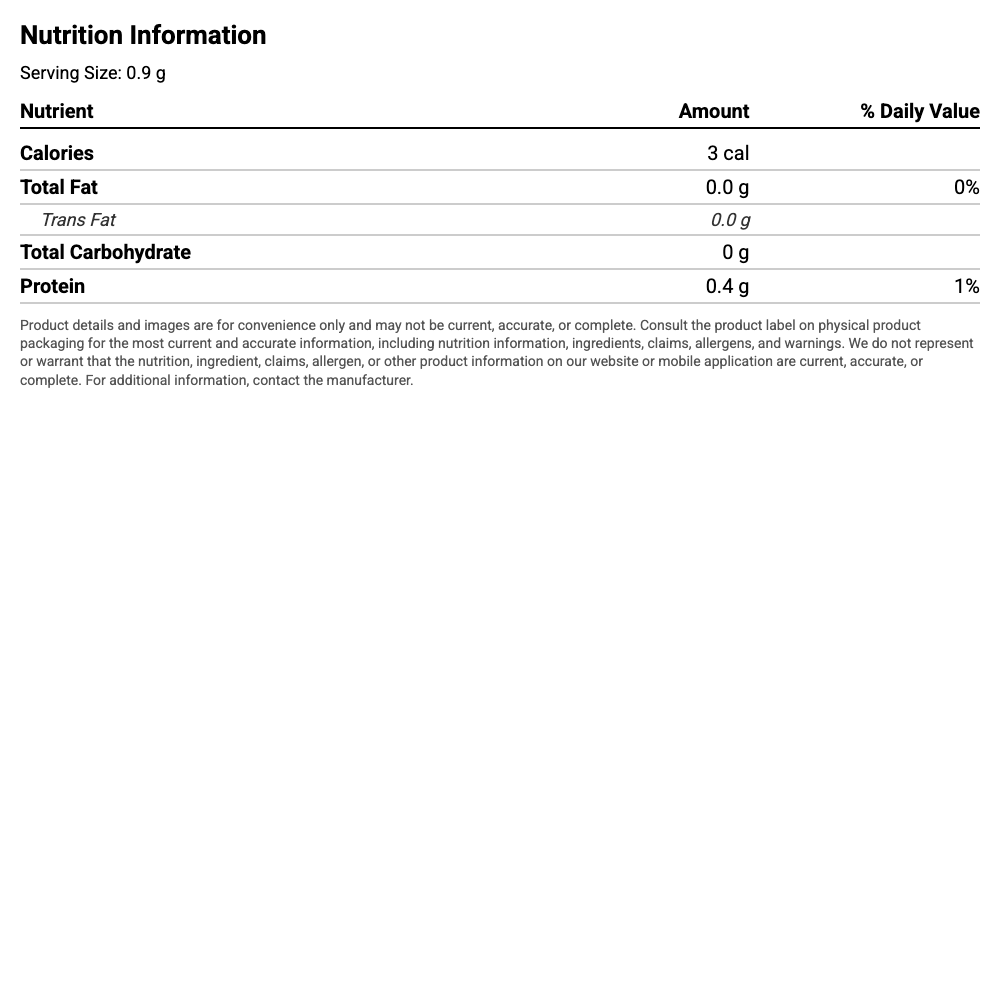 Nutrition Information
Serving Size: 0.9 g
Nutrient Amount % Daily Value
Calories 3 cal
Total Fat 0.0 g 0%
Trans Fat 0.0 g
Total Carbohydrate 0 g
Protein 0.4 g 1%
Product details and images are for convenience only and may not be current, accurate, or complete. Consult the product label on physical product
packaging for the most current and accurate information, including nutrition information, ingredients, claims, allergens, and warnings. We do not represent
or warrant that the nutrition, ingredient, claims, allergen, or other product information on our website or mobile application are current, accurate, or
complete. For additional information, contact the manufacturer.